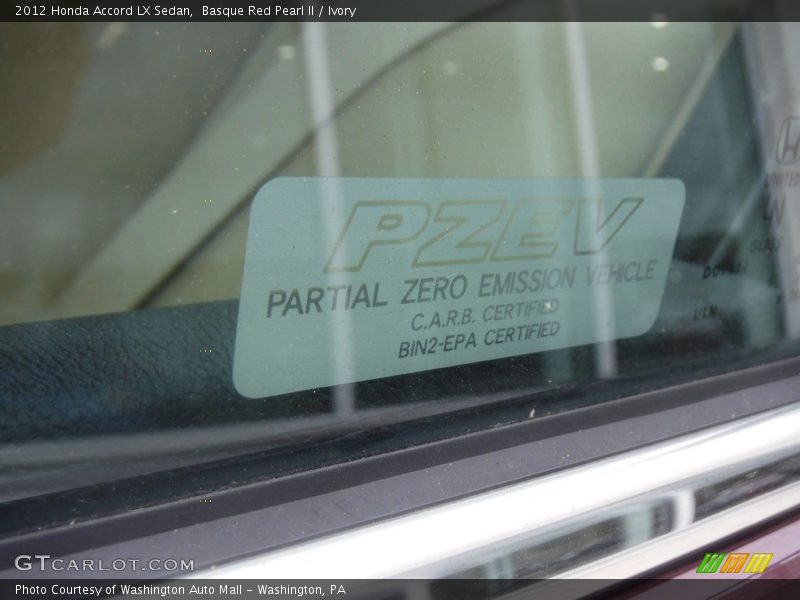 2012 Honda Accord LX Sedan,  Basque Red Pearl II / Ivory
PZEV
PARTIAL ZERO EMISSION VEHICLE
C.A.R.B. CERTIFIED
BIN2-EPA CERTIFIED
GLASS
GTCARLOT.COM
Photo Courtesy of Washington Auto Mall – Washington, PA